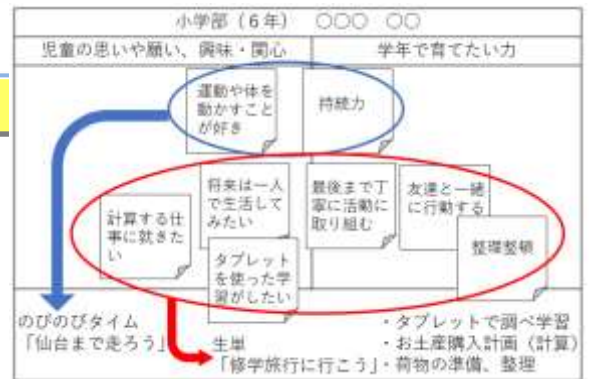 小学部(6年) ○○○ ○○
児童の思いや願い、興味・関心
学年で育てたい力
運動や体を
動かすこと
が好き
持続力
計算する仕
事に就きた
い
将来は一人
で生活して
みたい
タブレット
を使った学
習がしたい
最後まで丁
寧に活動に
取り組む
友達と一緒
に行動する
整理整頓
のびのびタイム
「仙台まで走ろう」
生単
「修学旅行に行こう」
・タブレットで調べ学習
・お土産購入計画(計算)
・荷物の準備、整理